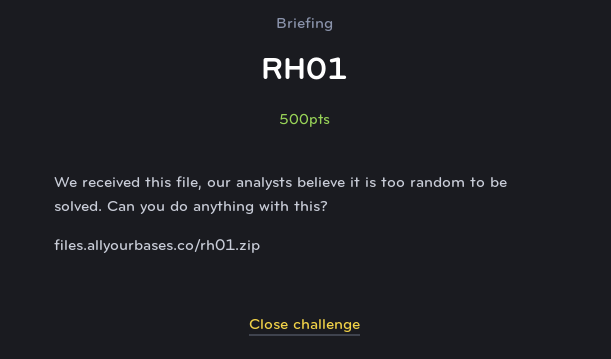 Briefing
RH01
500pts
We received this file, our analysts believe it is too random to be
solved. Can you do anything with this?
files.allyourbases.co/rh01.zip
Close challenge